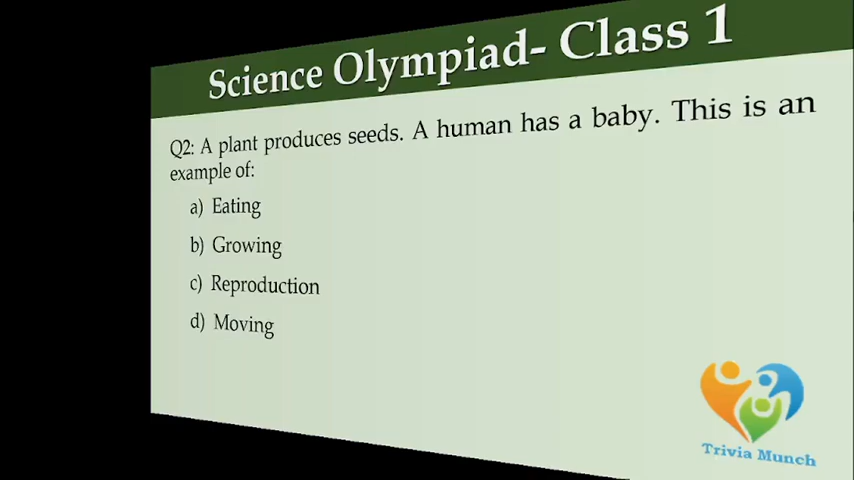 Science Olympiad- Class 1
Q2: A plant produces seeds. A human has a baby. This is an
example of:
a) Eating
b) Growing
c) Reproduction
d) Moving
Trivia Munch